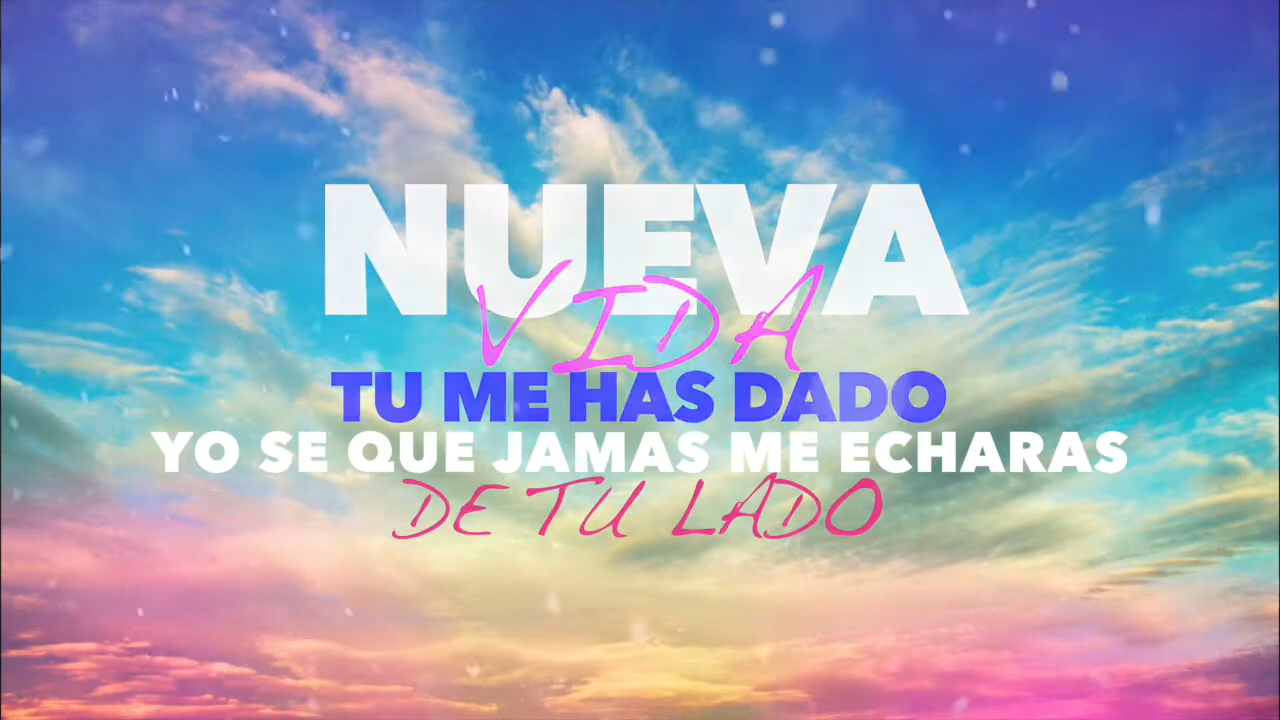 NUEVA
VIDA
TU ME HAS DADO
YO SE QUE JAMAS ME ECHARAS
DE TU LADO